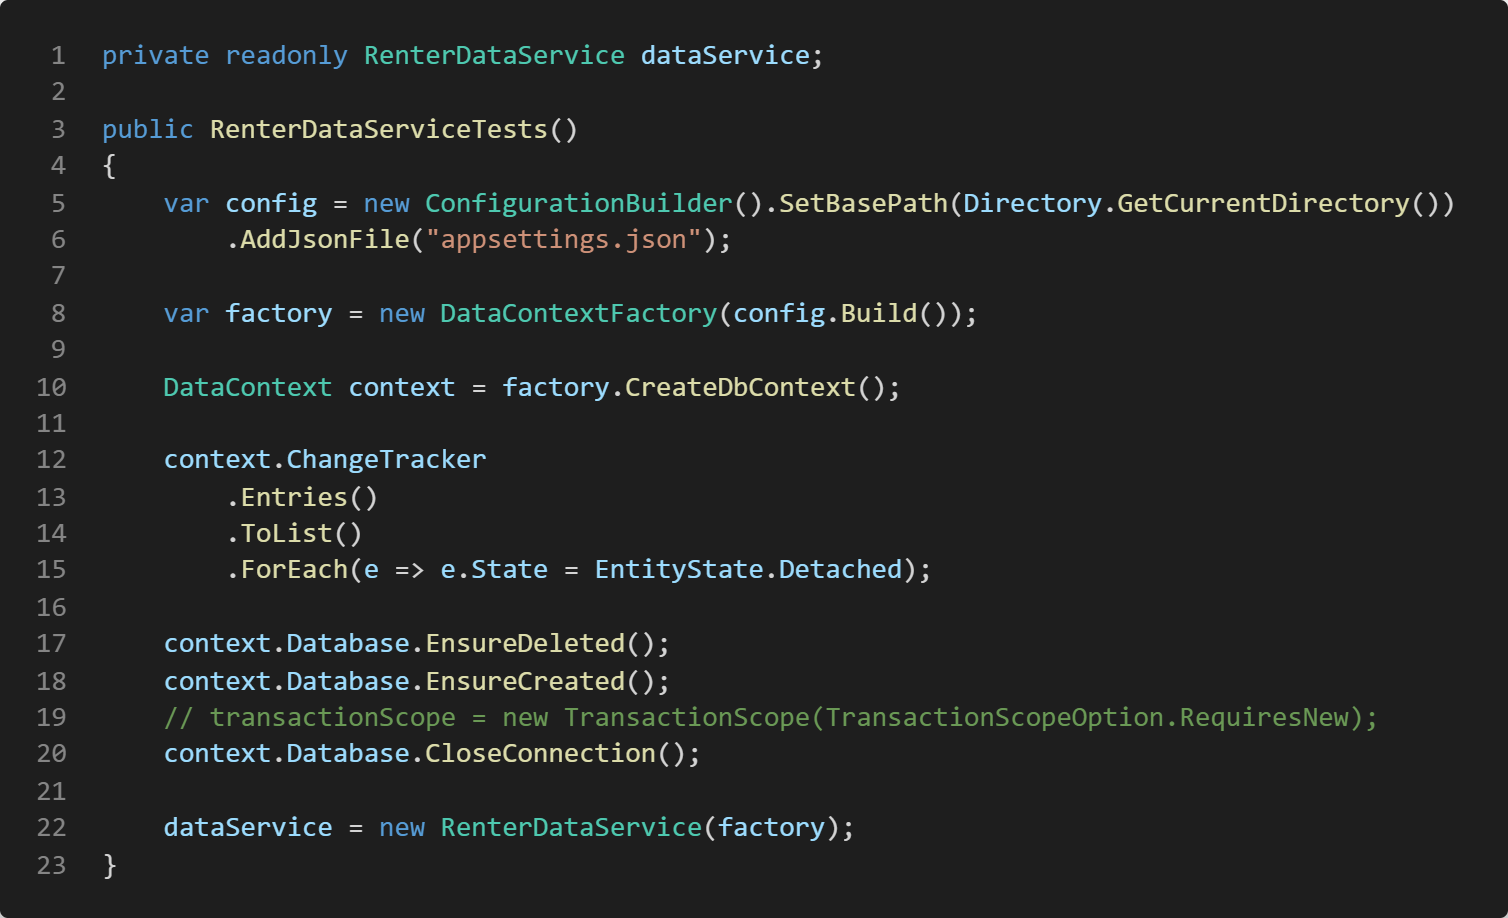 1 private readonly RenterDataService dataService;
2
3 public RenterDataServiceTests()
4 {
5     var config = new ConfigurationBuilder().SetBasePath(Directory.GetCurrentDirectory())
6         .AddJsonFile("appsettings.json");
7
8     var factory = new DataContextFactory(config.Build());
9
10     DataContext context = factory.CreateDbContext();
11
12     context.ChangeTracker
13         .Entries()
14         .ToList()
15         .ForEach(e => e.State = EntityState.Detached);
16
17     context.Database.EnsureDeleted();
18     context.Database.EnsureCreated();
19     // transactionScope = new TransactionScope(TransactionScopeOption.RequiresNew);
20     context.Database.CloseConnection();
21
22     dataService = new RenterDataService(factory);
23 }